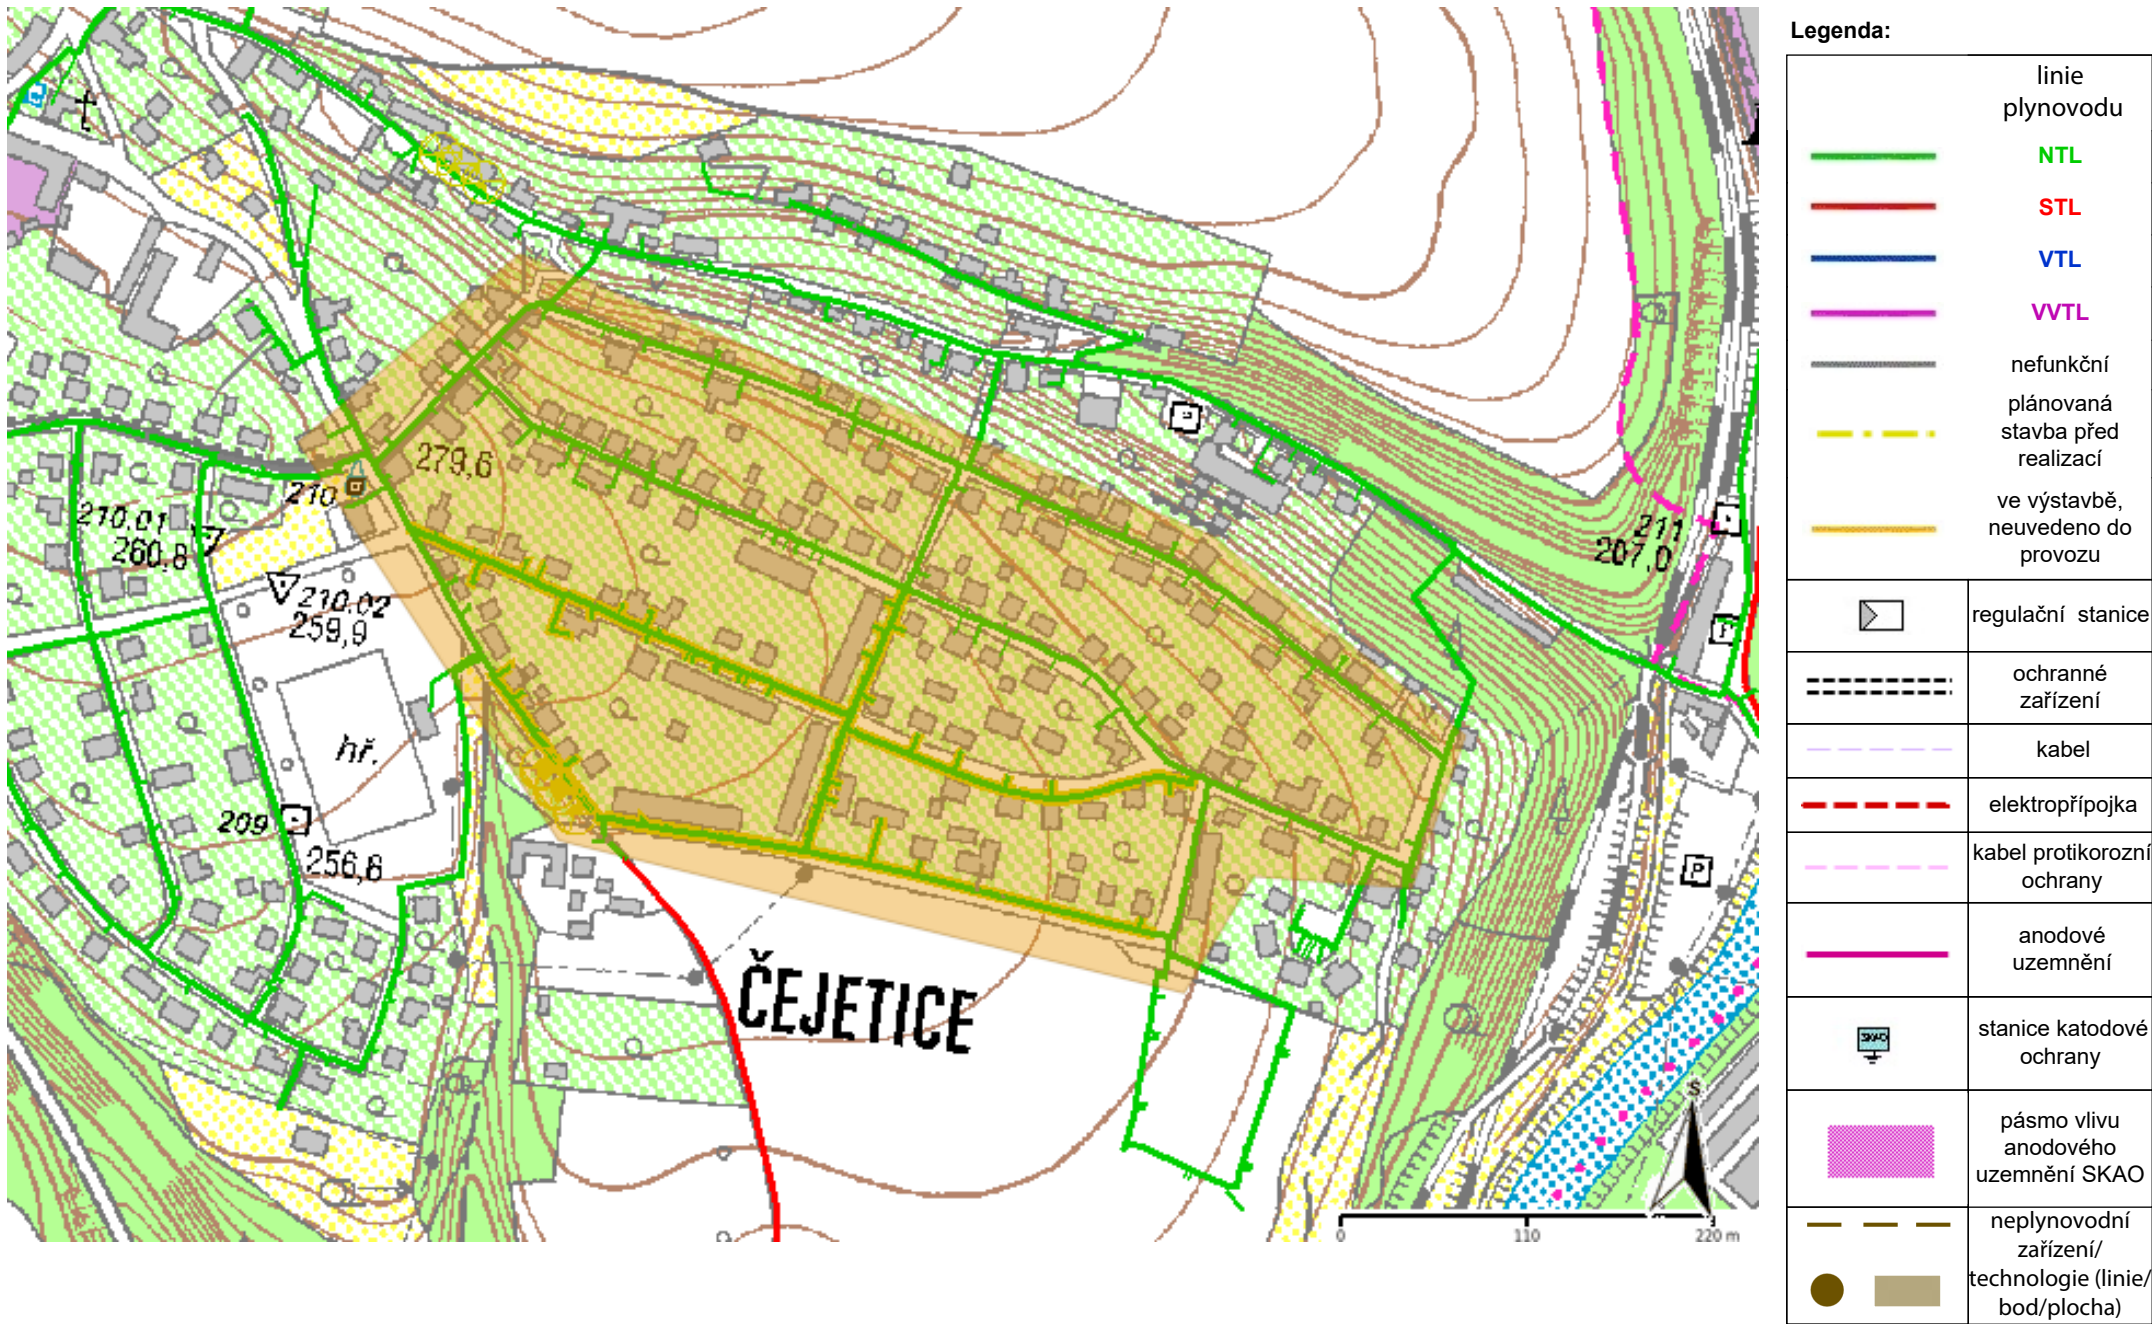 279,6
210
210.01
260,8
210.02
259,9
hř.
209
256,8
211
207,0
P
ČEJETICE
S
0 110 220 m
Legenda:
linie
plynovodu
NTL
STL
VTL
VVTL
nefunkční
plánovaná
stavba před
realizací
ve výstavbě,
neuvedeno do
provozu
regulační stanice
ochranné
zařízení
kabel
elektropřípojka
kabel protikorozní
ochrany
anodové
uzemnění
SKAO
stanice katodové
ochrany
pásmo vlivu
anodového
uzemnění SKAO
neplynovodní
zařízení/
technologie (linie/
bod/plocha)